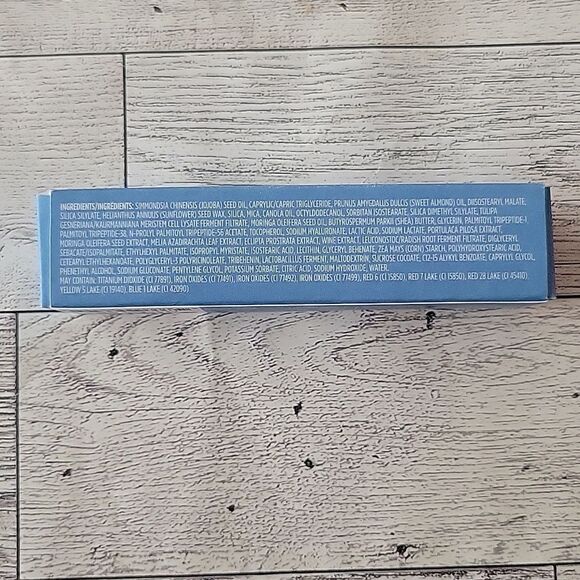 INGREDIENTS/INGRÉDIENTS: SIMMONDSIA CHINENSIS (JOJOBA) SEED OIL, CAPRYLIC/CAPRIC TRIGLYCERIDE, PRUNUS AMYGDALUS DULCIS (SWEET ALMOND) OIL, DIISOSTEARYL MALATE,
SILICA SILYLATE, HELIANTHUS ANNUUS (SUNFLOWER) SEED WAX, SILICA, MICA, CANOLA OIL, OCTYLDODECANOL, SORBITAN ISOSTEARATE, SILICA DIMETHYL SILYLATE, TULIPA
GESNERIANA/KAURMANNIANA MERISTEM CELL LYSATE FERMENT FILTRATE, MORINGA OLEIFERA SEED OIL, BUTYROSPERMUM PARKII (SHEA) BUTTER, GLYCERIN, PALMITOYL TRIPEPTIDE-1,
PALMITOYL TRIPEPTIDE-38, N-PROLYL PALMITOYL TRIPEPTIDE-56 ACETATE, TOCOPHEROL, SODIUM HYALURONATE, LACTIC ACID, SODIUM LACTATE, PORTULACA PILOSA EXTRACT,
MORINGA OLEIFERA SEED EXTRACT, MELIA AZADIRACHTA LEAF EXTRACT, ECLIPTA PROSTRATA EXTRACT, WINE EXTRACT, LEUCONOSTOC/RADISH ROOT FERMENT FILTRATE, DIGLYCERYL
SEBACATE/ISOPALMITATE, ETHYLHEXYL PALMITATE, ISOPROPYL MYRISTATE, ISOSTEARIC ACID, LECITHIN, GLYCERYL BEHENATE, ZEA MAYS (CORN) STARCH, POLYHYDROXYSTEARIC ACID,
CETEARYL ETHYLHEXANOATE, POLYGLYCERYL-3 POLYRICINOLEATE, TRIBEHENIN, LACTOBACILLUS FERMENT, MALTODEXTRIN, SUCROSE COCOATE, C12-15 ALKYL BENZOATE, CAPRYLYL GLYCOL,
PHENETHYL ALCOHOL, SODIUM GLUCONATE, PENTYLENE GLYCOL, POTASSIUM SORBATE, CITRIC ACID, SODIUM HYDROXIDE, WATER.
MAY CONTAIN: TITANIUM DIOXIDE (CI 77891), IRON OXIDES (CI 77491), IRON OXIDES (CI 77492), IRON OXIDES (CI 77499), RED 6 (CI 15850), RED 7 LAKE (CI 15850), RED 28 LAKE (CI 45410),
YELLOW 5 LAKE (CI 19140), BLUE 1 LAKE (CI 42090)